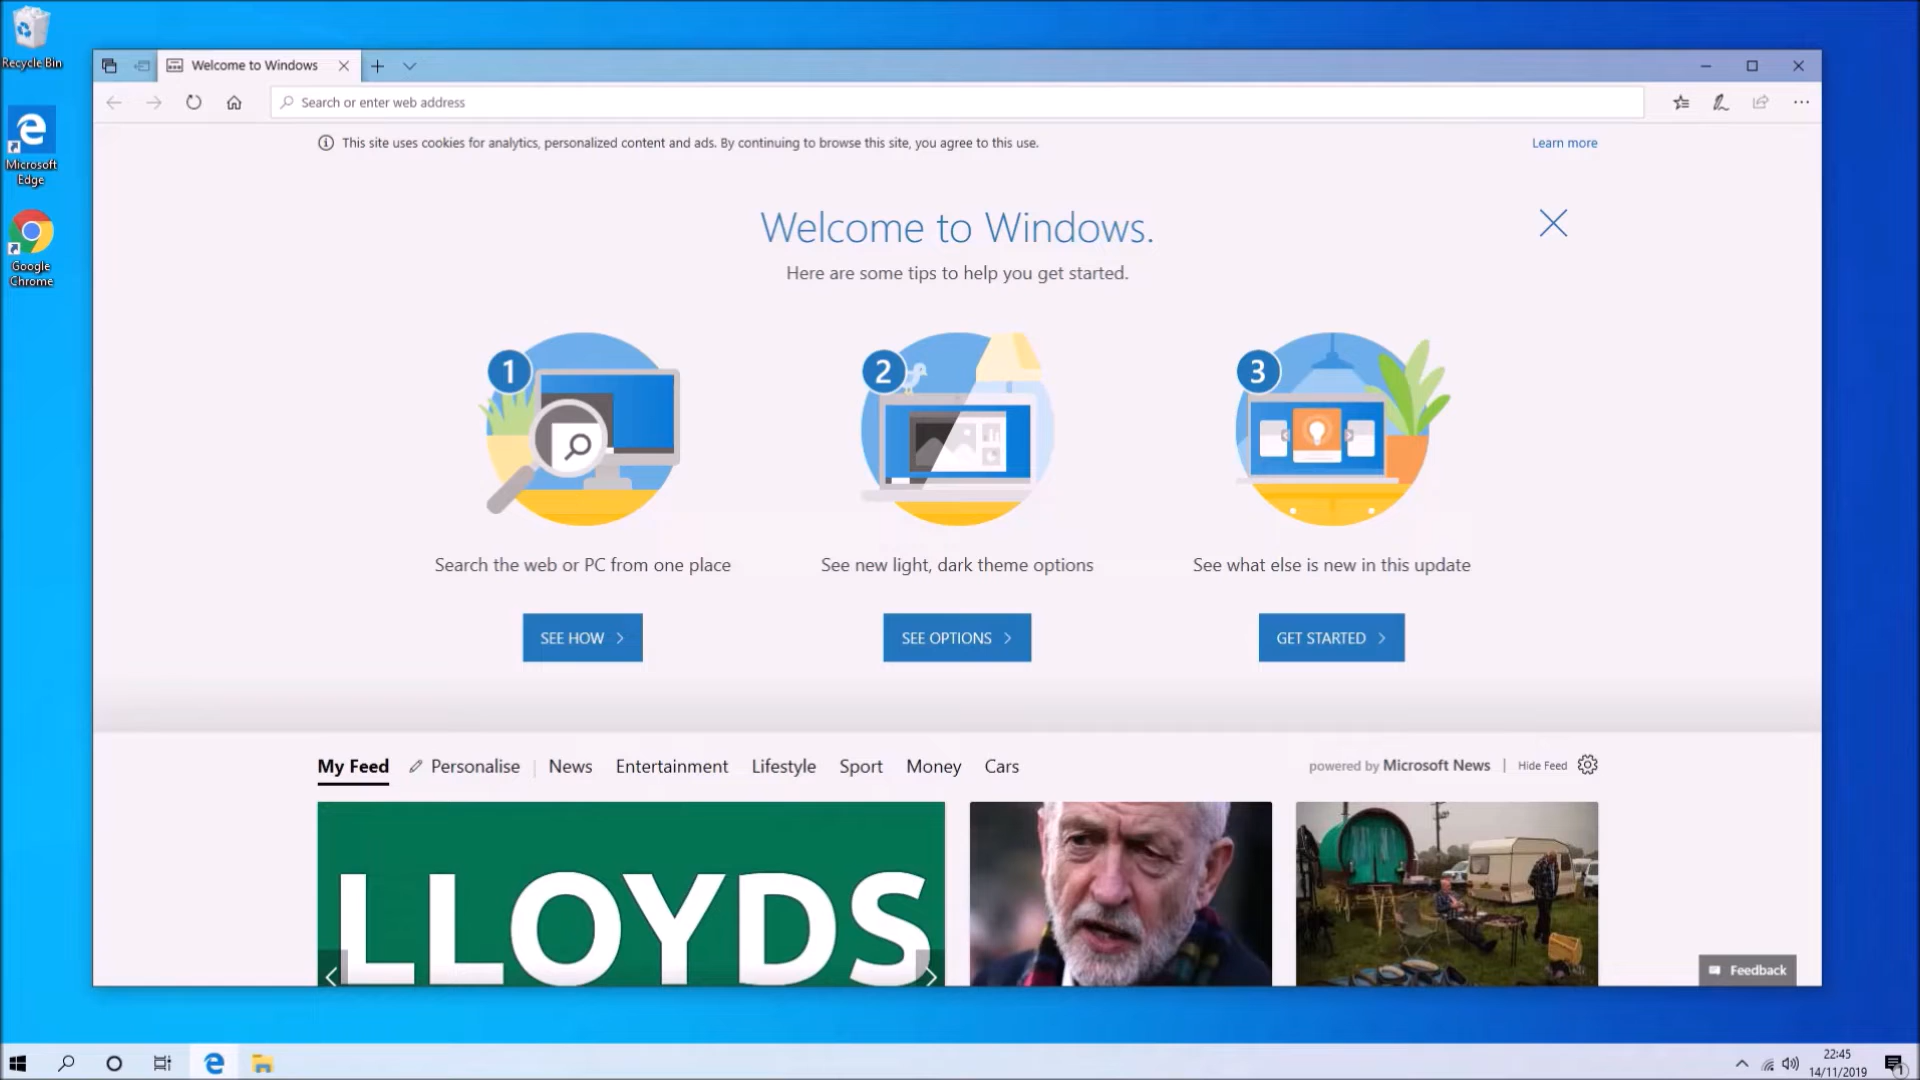 Recycle Bin
Microsoft
Edge
Google
Chrome
Welcome to Windows
Search or enter web address
This site uses cookies for analytics, personalized content and ads. By continuing to browse this site, you agree to this use.
Learn more
Welcome to Windows.
Here are some tips to help you get started.
1
2
3
Search the web or PC from one place
See new light, dark theme options
See what else is new in this update
SEE HOW
SEE OPTIONS
GET STARTED
My Feed
Personalise
News
Entertainment
Lifestyle
Sport
Money
Cars
powered by Microsoft News
Hide Feed
LLOYDS
Feedback
22:45
14/11/2019
1